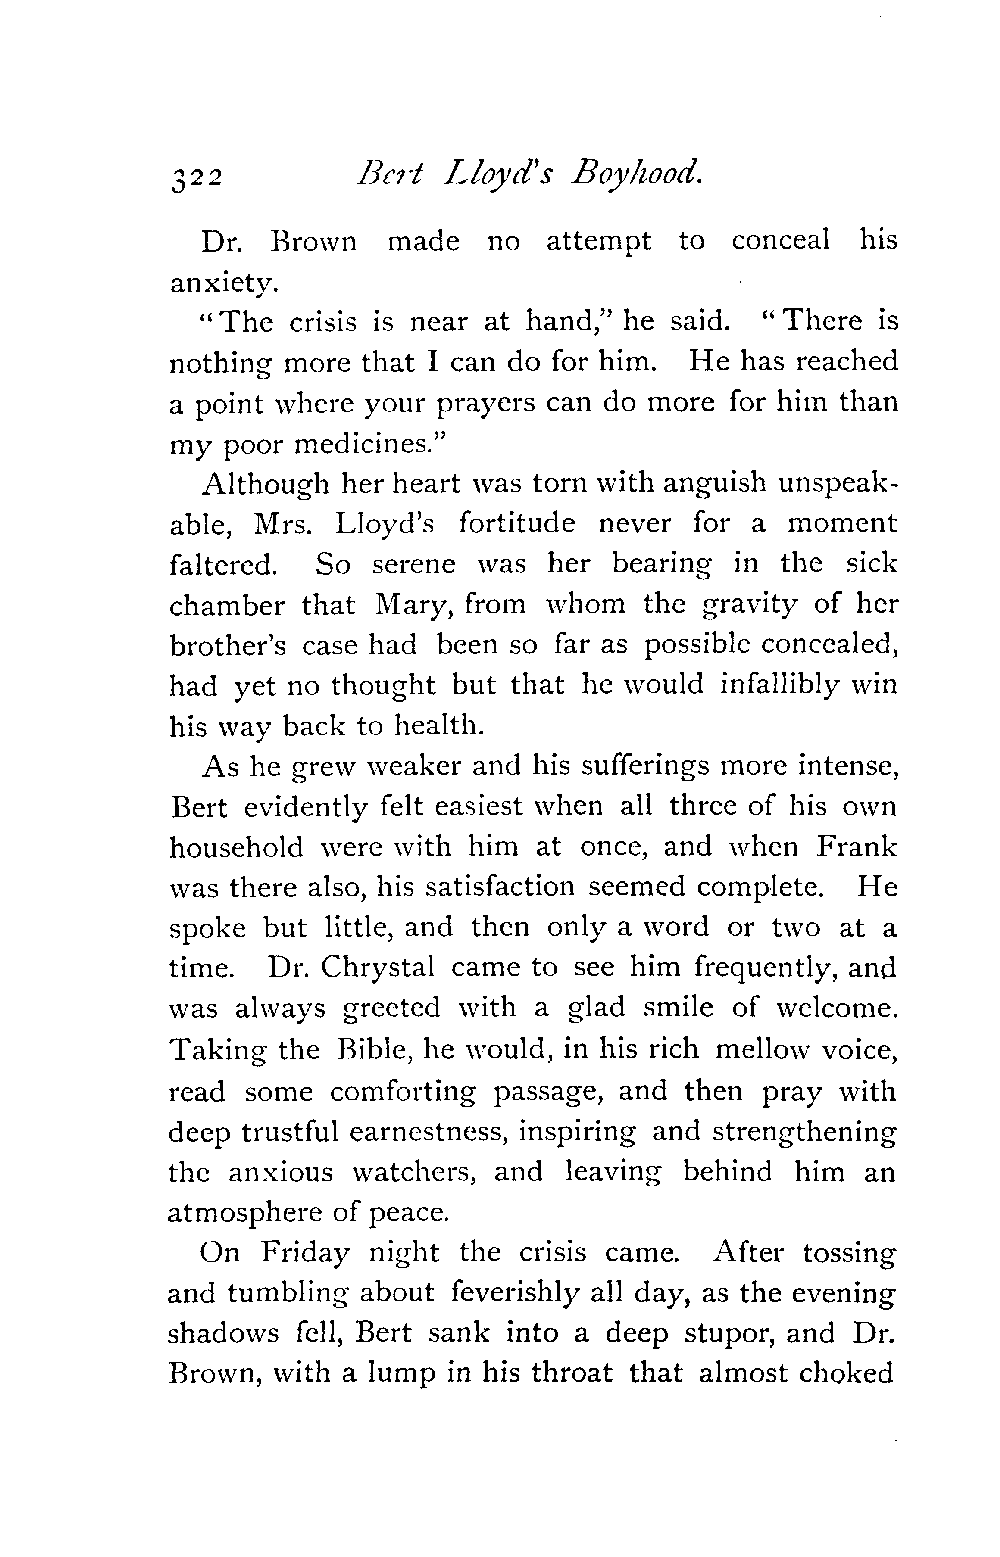 322 Bert Lloyd's Boyhood.
Dr. Brown made no attempt to conceal his
anxiety.
“The crisis is near at hand,” he said. “There is
nothing more that I can do for him. He has reached
a point where your prayers can do more for him than
my poor medicines.”
Although her heart was torn with anguish unspeak-
able, Mrs. Lloyd's fortitude never for a moment
faltered. So serene was her bearing in the sick
chamber that Mary, from whom the gravity of her
brother's case had been so far as possible concealed,
had yet no thought but that he would infallibly win
his way back to health.
As he grew weaker and his sufferings more intense,
Bert evidently felt easiest when all three of his own
household were with him at once, and when Frank
was there also, his satisfaction seemed complete. He
spoke but little, and then only a word or two at a
time. Dr. Chrystal came to see him frequently, and
was always greeted with a glad smile of welcome.
Taking the Bible, he would, in his rich mellow voice,
read some comforting passage, and then pray with
deep trustful earnestness, inspiring and strengthening
the anxious watchers, and leaving behind him an
atmosphere of peace.
On Friday night the crisis came. After tossing
and tumbling about feverishly all day, as the evening
shadows fell, Bert sank into a deep stupor, and Dr.
Brown, with a lump in his throat that almost choked